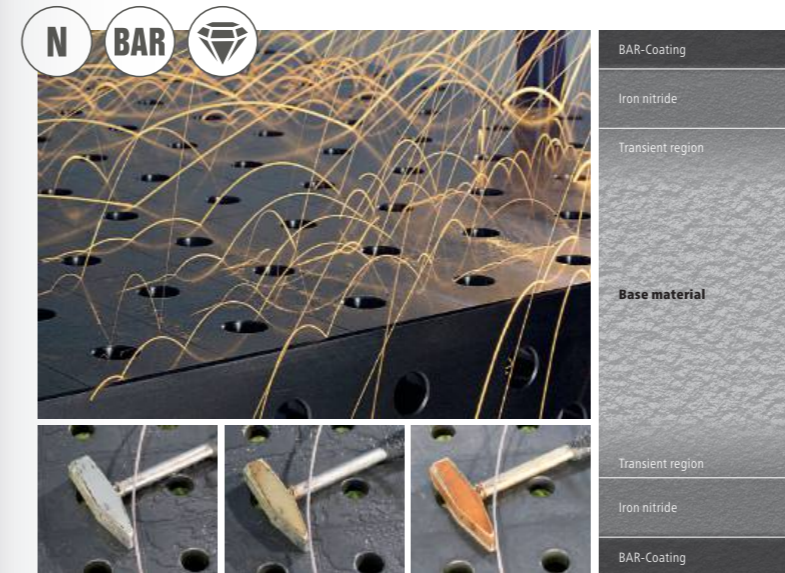 N
BAR
BAR-Coating
Iron nitride
Transient region
Base material
Transient region
Iron nitride
BAR-Coating